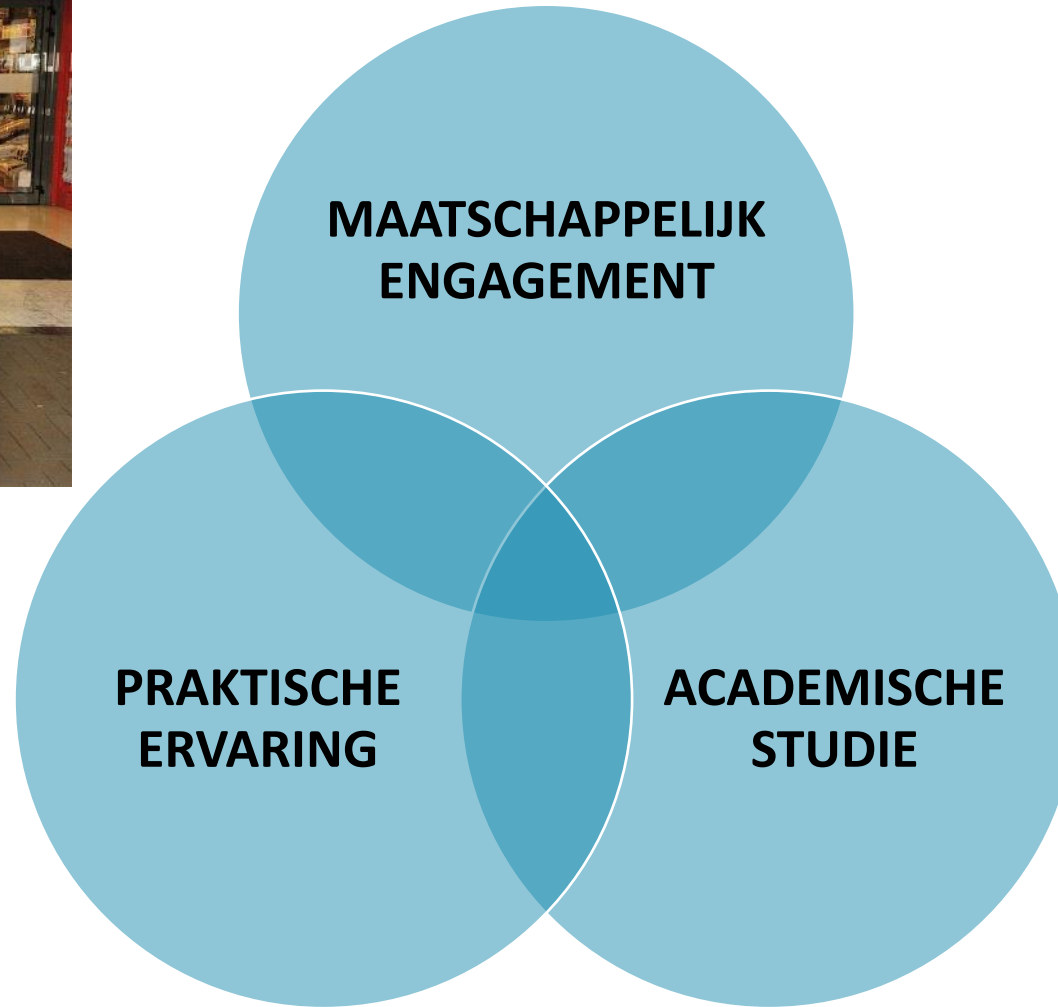 MAATSCHAPPELIJK
ENGAGEMENT
PRAKTISCHE
ERVARING
ACADEMISCHE
STUDIE